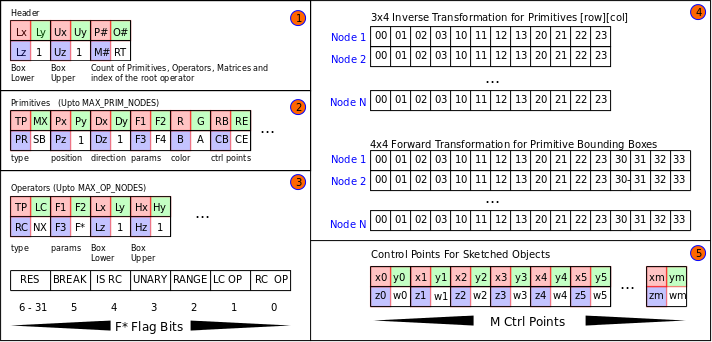 Header
1
Lx Ly Ux Uy P# O#
Lz 1 Uz 1 M# RT
Box Lower
Box Upper
Count of Primitives, Operators, Matrices and index of the root operator
Primitives (Upto MAX_PRIM_NODES)
2
TP MX Px Py Dx Dy F1 F2 R G RB RE
PR SB Pz 1 Dz 1 F3 F4 B A CB CE
...
type position direction params color ctrl points
Operators (Upto MAX_OP_NODES)
3
TP LC F1 F2 Lx Ly Hx Hy
RC NX F3 F* Lz 1 Hz 1
...
type params
Box Lower
Box Upper
RES BREAK IS RC UNARY RANGE LC OP RC OP
6 - 31 5 4 3 2 1 0
F* Flag Bits
4
3x4 Inverse Transformation for Primitives [row][col]
Node 1 00 01 02 03 10 11 12 13 20 21 22 23
Node 2 00 01 02 03 10 11 12 13 20 21 22 23
...
Node N 00 01 02 03 10 11 12 13 20 21 22 23
4x4 Forward Transformation for Primitive Bounding Boxes
Node 1 00 01 02 03 10 11 12 13 20 21 22 23 30 31 32 33
Node 2 00 01 02 03 10 11 12 13 20 21 22 23 30- 31 32 33
...
Node N 00 01 02 03 10 11 12 13 20 21 22 23 30 31 32 33
Control Points For Sketched Objects
5
x0 y0 x1 y1 x2 y2 x3 y3 x4 y4 x5 y5 xm ym
z0 w0 z1 w1 z2 w2 z3 w3 z4 w4 z5 w5 ... zm wm
M Ctrl Points